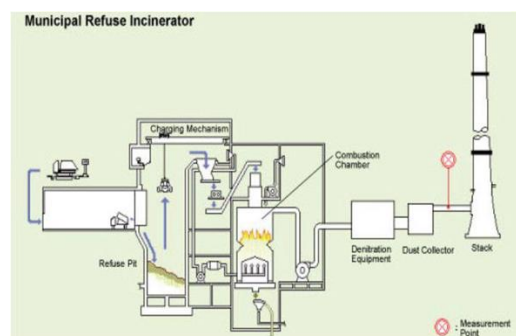 Municipal Refuse Incinerator
Charging Mechanism
Combustion
Chamber
Refuse Pit
Denitration
Equipment
Dust Collector
Stack
: Measurement
Point